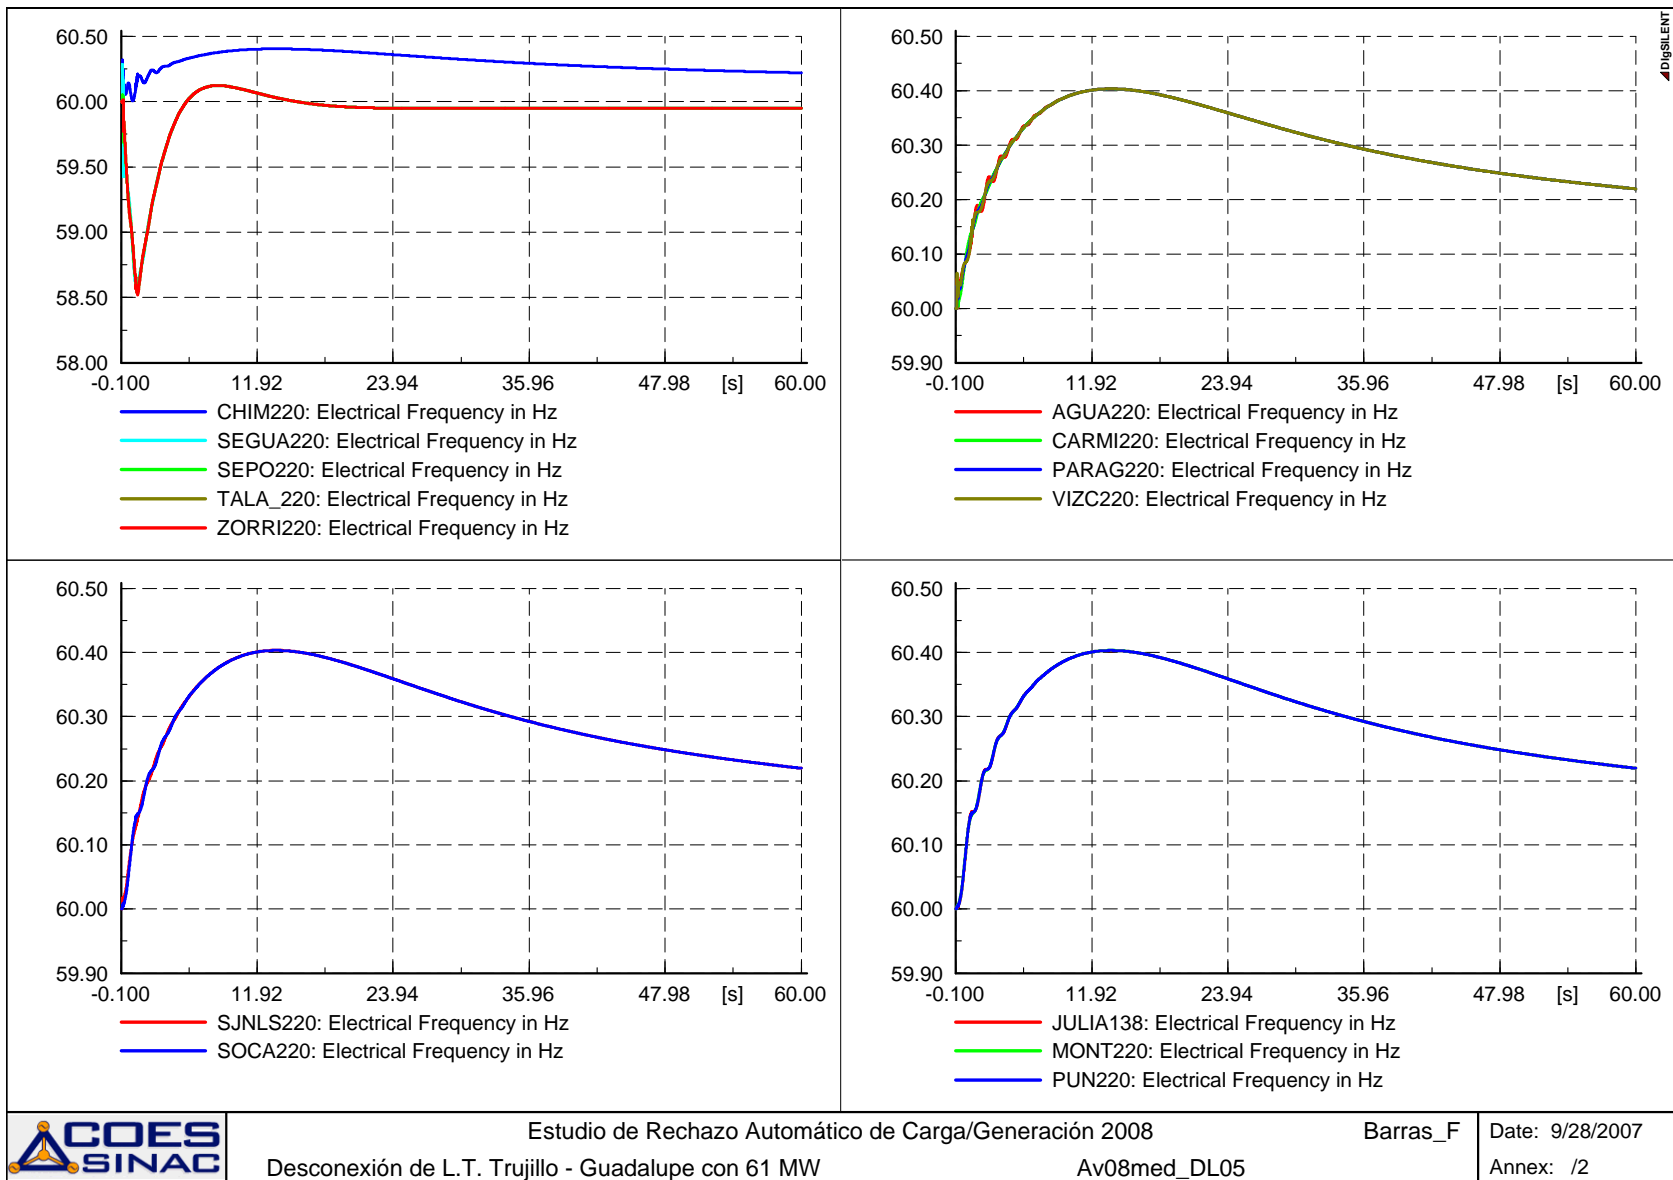 60.50
60.00
59.50
59.00
58.50
58.00
-0.100 11.92 23.94 35.96 47.98 [s] 60.00
CHIM220: Electrical Frequency in Hz
SEGUA220: Electrical Frequency in Hz
SEPO220: Electrical Frequency in Hz
TALA_220: Electrical Frequency in Hz
ZORRI220: Electrical Frequency in Hz
DIgSILENT
60.50
60.40
60.30
60.20
60.10
60.00
59.90
-0.100 11.92 23.94 35.96 47.98 [s] 60.00
AGUA220: Electrical Frequency in Hz
CARMI220: Electrical Frequency in Hz
PARAG220: Electrical Frequency in Hz
VIZC220: Electrical Frequency in Hz
60.50
60.40
60.30
60.20
60.10
60.00
59.90
-0.100 11.92 23.94 35.96 47.98 [s] 60.00
SJNLS220: Electrical Frequency in Hz
SOCA220: Electrical Frequency in Hz
60.50
60.40
60.30
60.20
60.10
60.00
59.90
-0.100 11.92 23.94 35.96 47.98 [s] 60.00
JULIA138: Electrical Frequency in Hz
MONT220: Electrical Frequency in Hz
PUN220: Electrical Frequency in Hz
COES
SINAC
Estudio de Rechazo Automático de Carga/Generación 2008 Barras_F
Desconexión de L.T. Trujillo - Guadalupe con 61 MW Av08med_DL05
Date: 9/28/2007
Annex: /2